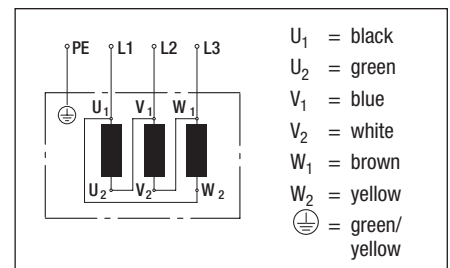 PE L1 L2 L3
U1 V1 W1
U2 V2 W2
U1 = black
U2 = green
V1 = blue
V2 = white
W1 = brown
W2 = yellow
= green/
yellow